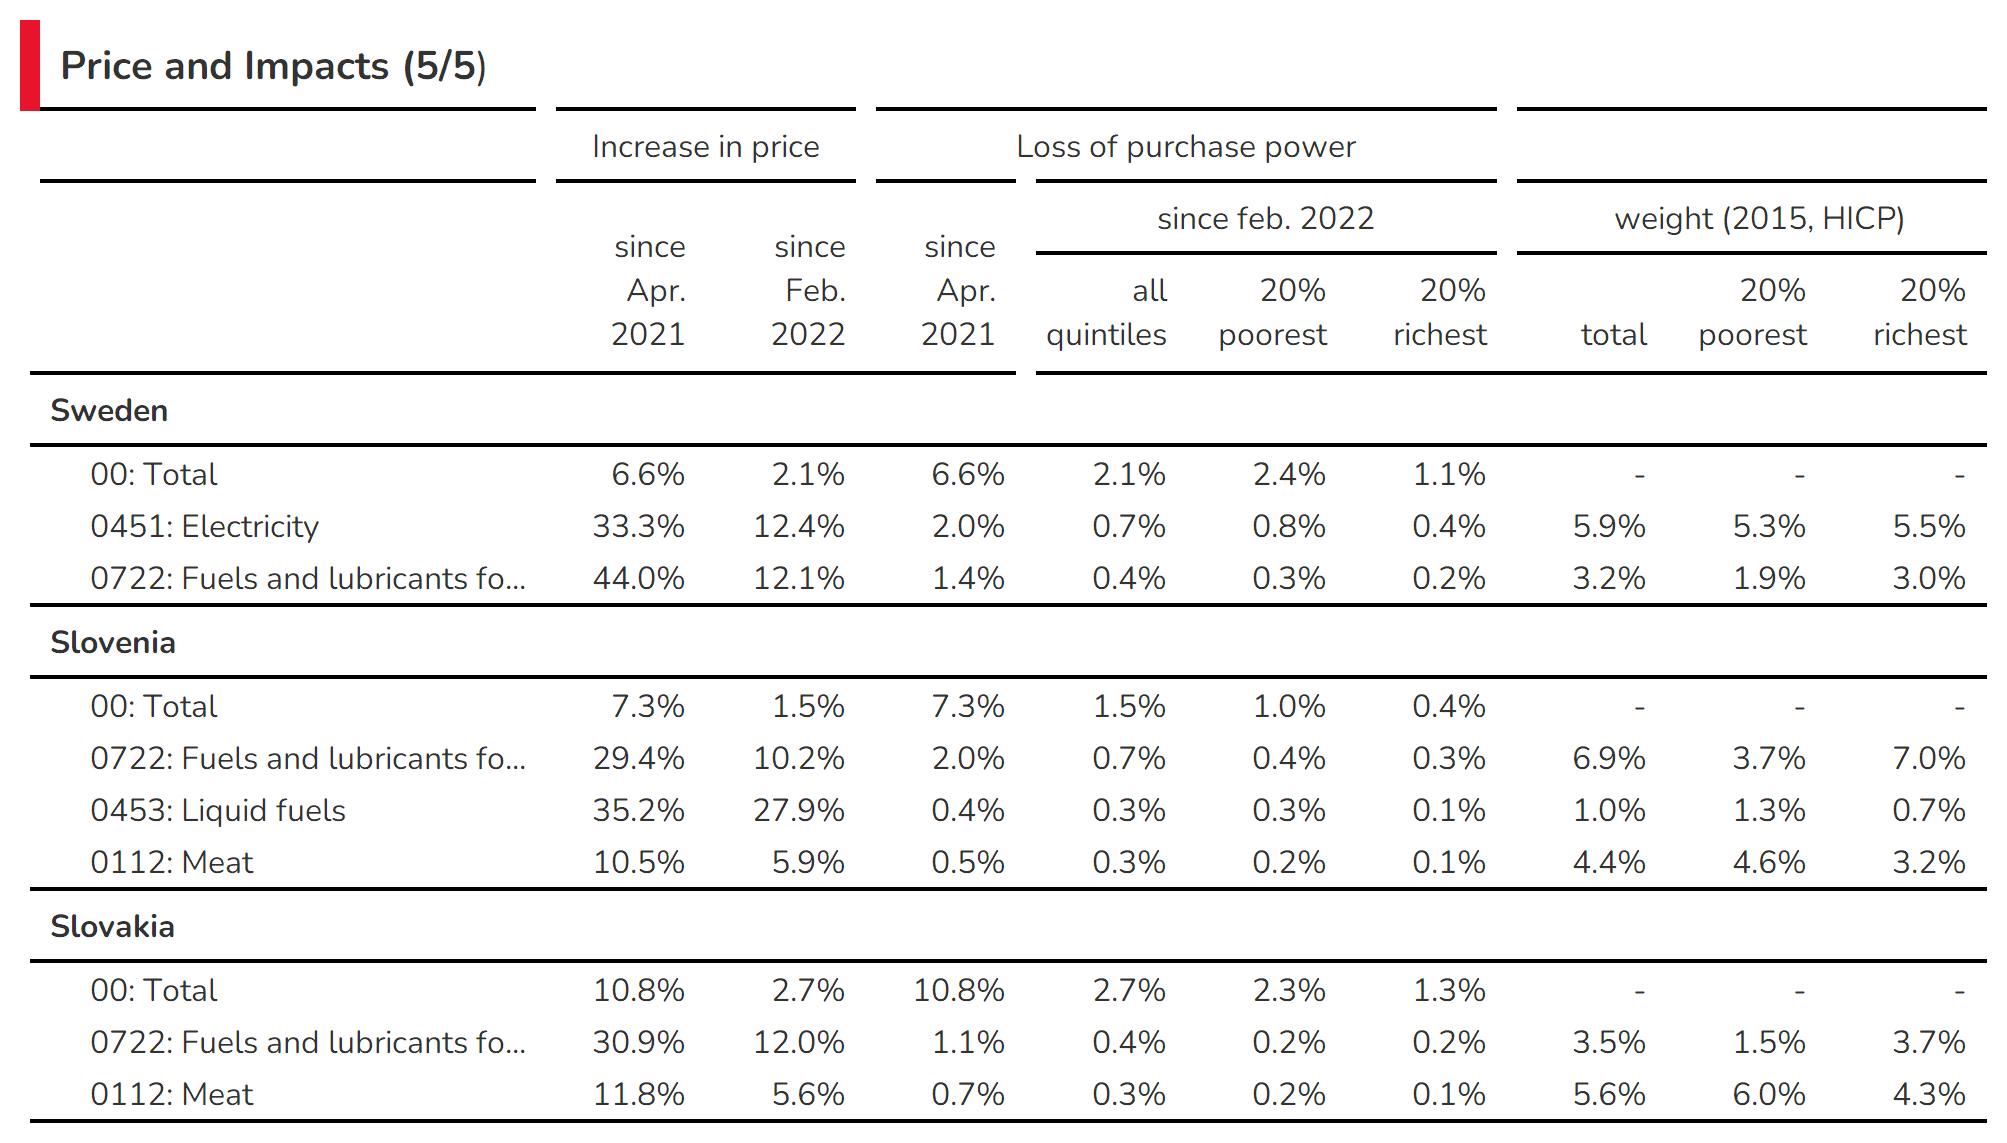 Price and Impacts (5/5)
Increase in price Loss of purchase power
since feb. 2022 weight (2015, HICP)
since since since
Apr. Feb. Apr. all 20% 20% 20% 20%
2021 2022 2021 quintiles poorest richest total poorest richest
Sweden
00: Total 6.6% 2.1% 6.6% 2.1% 2.4% 1.1% - - -
0451: Electricity 33.3% 12.4% 2.0% 0.7% 0.8% 0.4% 5.9% 5.3% 5.5%
0722: Fuels and lubricants fo... 44.0% 12.1% 1.4% 0.4% 0.3% 0.2% 3.2% 1.9% 3.0%
Slovenia
00: Total 7.3% 1.5% 7.3% 1.5% 1.0% 0.4% - - -
0722: Fuels and lubricants fo... 29.4% 10.2% 2.0% 0.7% 0.4% 0.3% 6.9% 3.7% 7.0%
0453: Liquid fuels 35.2% 27.9% 0.4% 0.3% 0.3% 0.1% 1.0% 1.3% 0.7%
0112: Meat 10.5% 5.9% 0.5% 0.3% 0.2% 0.1% 4.4% 4.6% 3.2%
Slovakia
00: Total 10.8% 2.7% 10.8% 2.7% 2.3% 1.3% - - -
0722: Fuels and lubricants fo... 30.9% 12.0% 1.1% 0.4% 0.2% 0.2% 3.5% 1.5% 3.7%
0112: Meat 11.8% 5.6% 0.7% 0.3% 0.2% 0.1% 5.6% 6.0% 4.3%